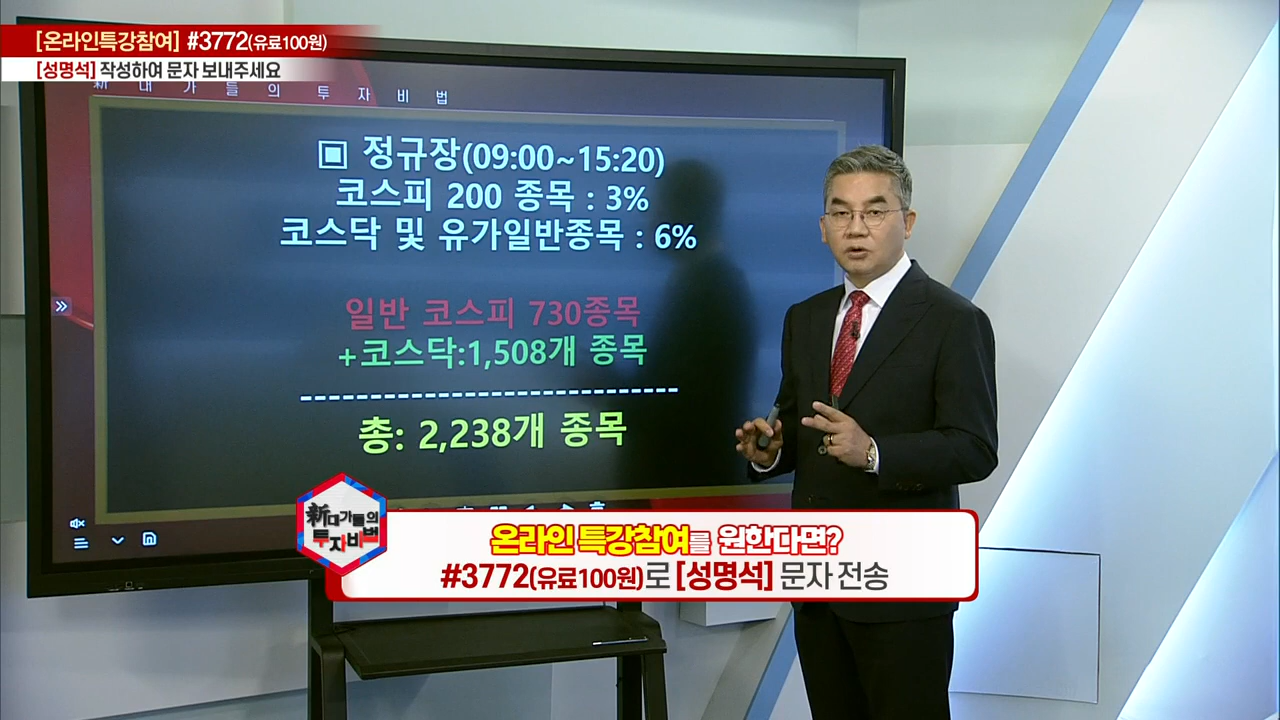 [온라인특강참여] #3772(유료100원)
[성명석] 작성하여 문자 보내주세요
新 대 가 들 의 투 자 비 법
▣ 정규장(09:00~15:20)
코스피 200 종목 : 3%
코스닥 및 유가일반종목 : 6%
일반 코스피 730종목
+코스닥:1,508개 종목
--------------------------------
총: 2,238개 종목
新대가들의
투자비법
온라인 특강참여를 원한다면?
#3772(유료100원)로 [성명석] 문자 전송